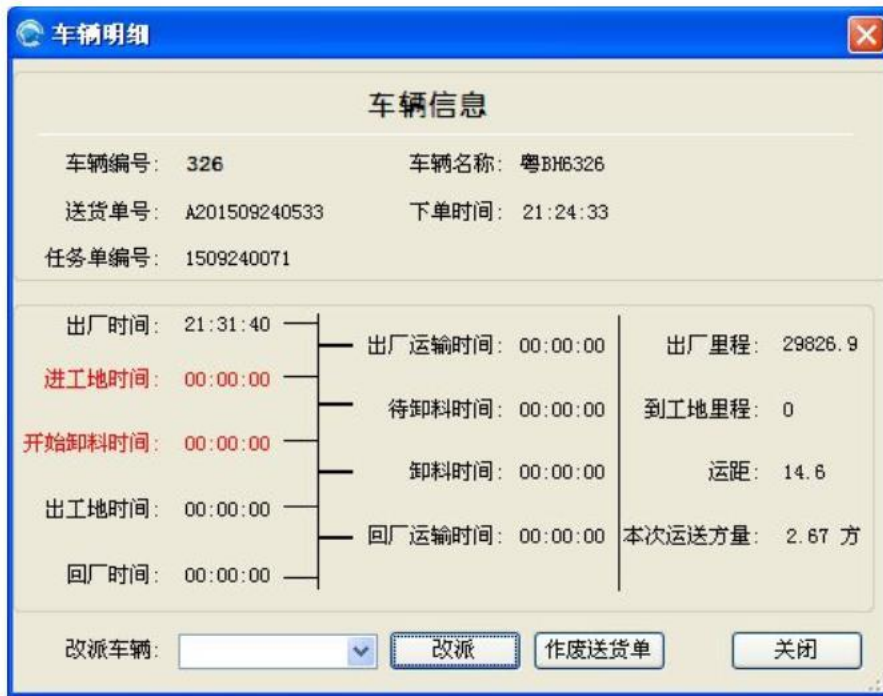 车辆明细
车辆信息
车辆编号: 326 车辆名称: 粤BH6326
送货单号: A201509240533 下单时间: 21:24:33
任务单编号: 1509240071
出厂时间: 21:31:40
出厂运输时间: 00:00:00 出厂里程: 29826.9
进工地时间: 00:00:00
待卸料时间: 00:00:00 到工地里程: 0
开始卸料时间: 00:00:00
卸料时间: 00:00:00 运距: 14.6
出工地时间: 00:00:00
回厂运输时间: 00:00:00 本次运送方量: 2.67 方
回厂时间: 00:00:00
改派车辆: 改派 作废送货单 关闭